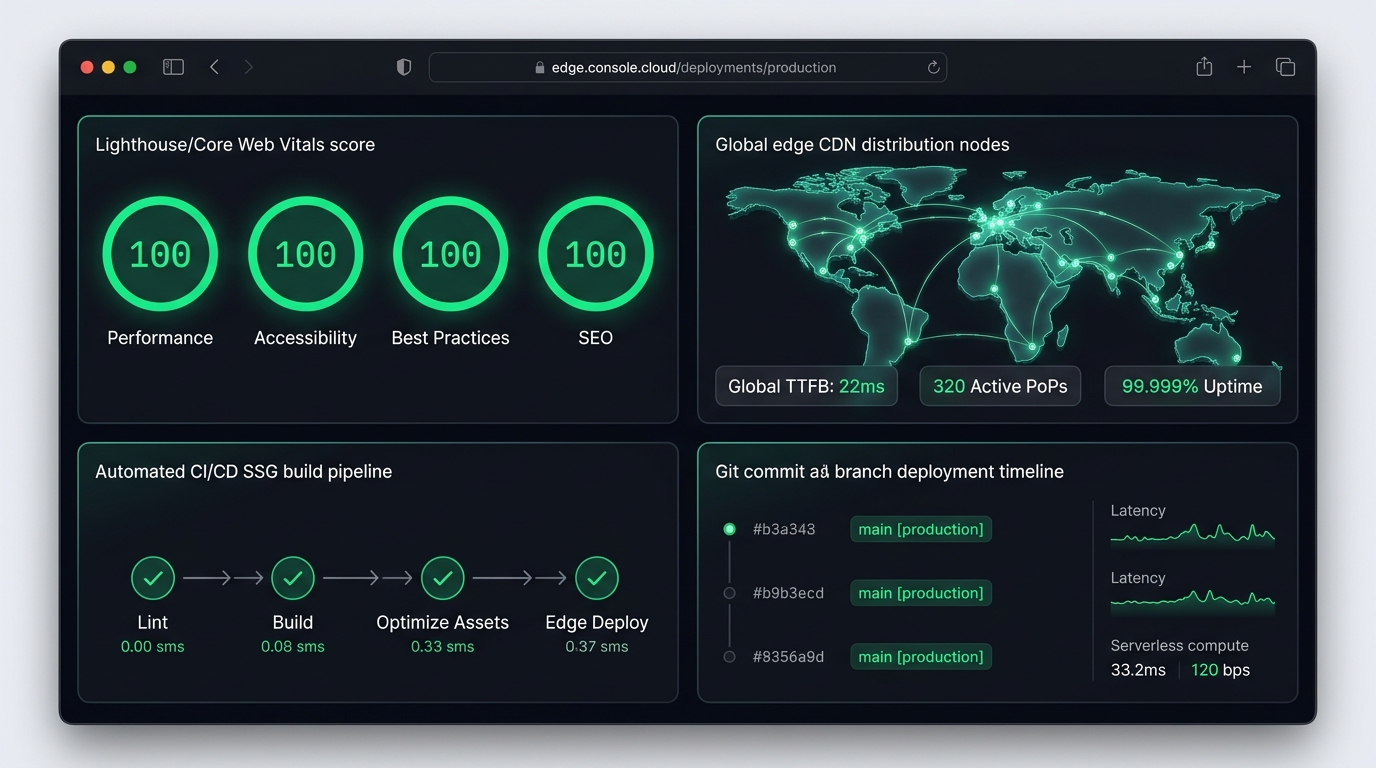 edge.console.cloud/deployments/production
Lighthouse/Core Web Vitals score
100
100
100
100
Performance
Accessibility
Best Practices
SEO
Global edge CDN distribution nodes
Global TTFB: 22ms
320 Active PoPs
99.999% Uptime
Automated CI/CD SSG build pipeline
Lint
Build
Optimize Assets
Edge Deploy
0.00 sms
0.08 sms
0.33 sms
0.37 sms
Git commit branch deployment timeline
#b3a343
main [production]
#b9b3ecd
main [production]
#8356a9d
main [production]
Latency
Latency
Serverless compute
33.2ms
120 bps